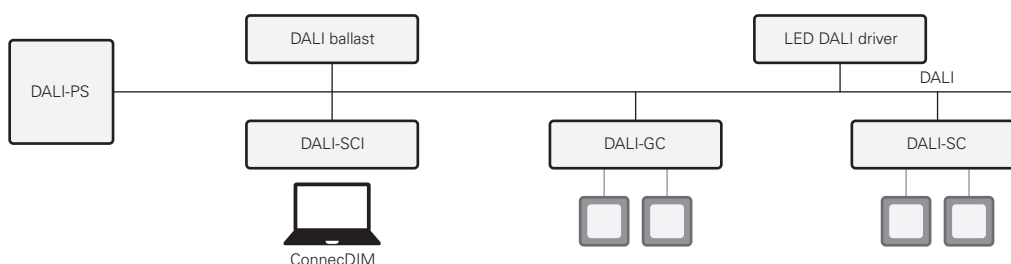 DALI ballast
LED DALI driver
DALI-PS
DALI
DALI-SCI
DALI-GC
DALI-SC
ConnecDIM